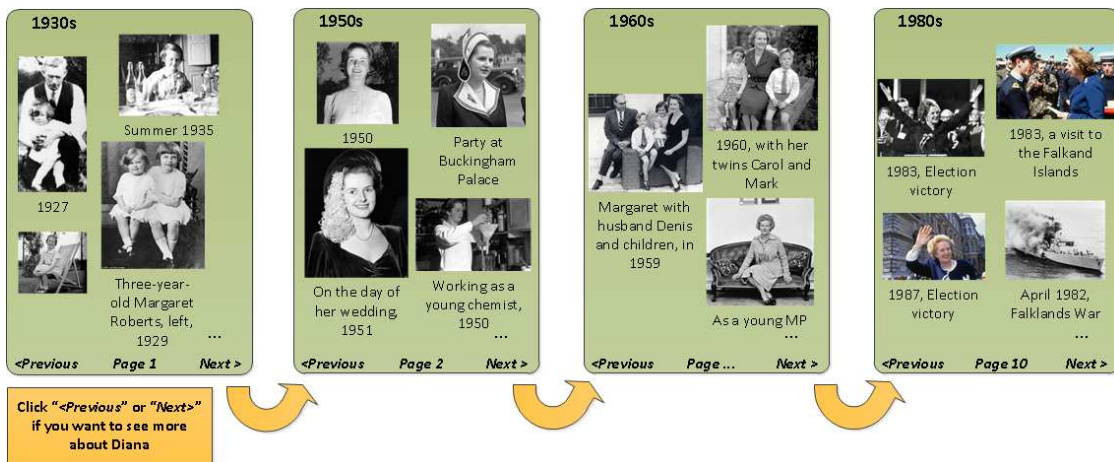 1930s
Summer 1935
1927
Three-year-
old Margaret
Roberts, left,
1929
...
<Previous Page 1 Next >
1950s
1950
Party at
Buckingham
Palace
On the day of
her wedding,
1951
Working as
a young chemist,
1950
...
<Previous Page 2 Next >
1960s
1960, with her
twins Carol and
Mark
Margaret with
husband Denis
and children, in
1959
As a young MP
...
<Previous Page ... Next >
1980s
1983, a visit to
the Falkand
Islands
1983, Election
victory
1987, Election
victory
April 1982,
Falklands War
...
<Previous Page 10 Next >
Click “<Previous” or “Next>”
if you want to see more
about Diana